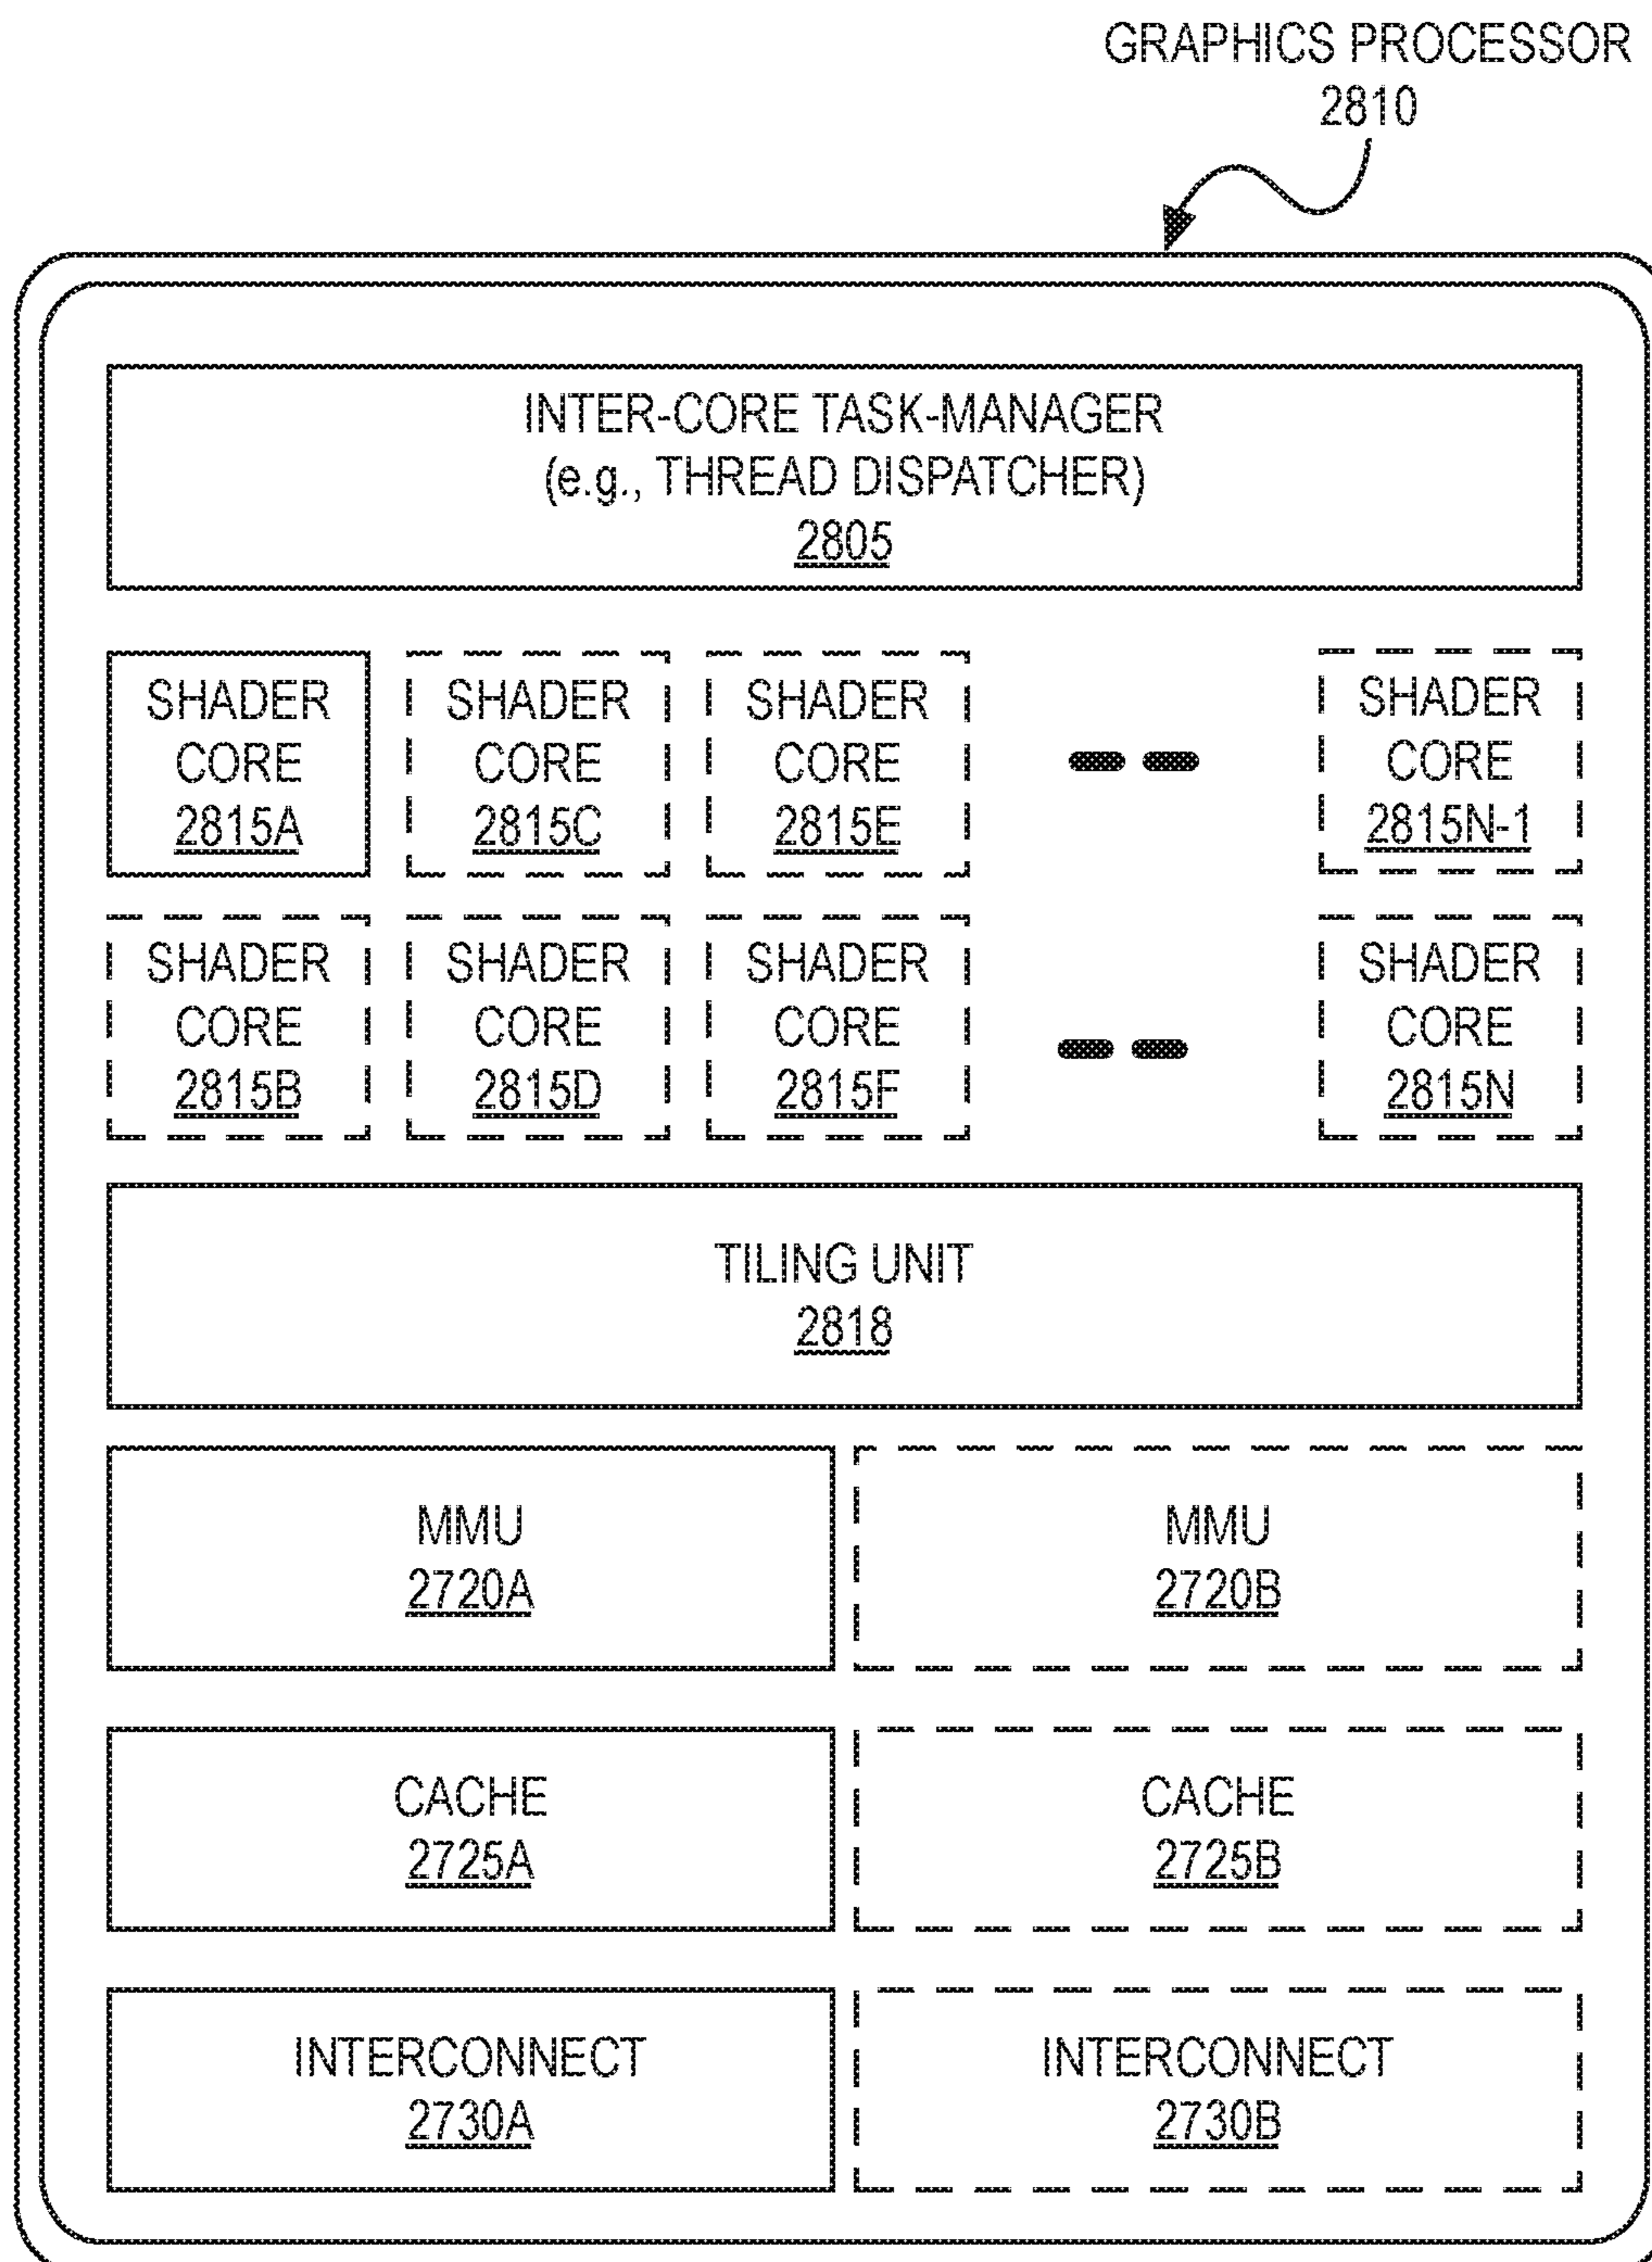 GRAPHICS PROCESSOR
2810
INTER-CORE TASK-MANAGER
(e.g., THREAD DISPATCHER)
2805
SHADER
CORE
2815A
SHADER
CORE
2815C
SHADER
CORE
2815E
SHADER
CORE
2815N-1
SHADER
CORE
2815B
SHADER
CORE
2815D
SHADER
CORE
2815F
SHADER
CORE
2815N
TILING UNIT
2818
MMU
2720A
MMU
2720B
CACHE
2725A
CACHE
2725B
INTERCONNECT
2730A
INTERCONNECT
2730B